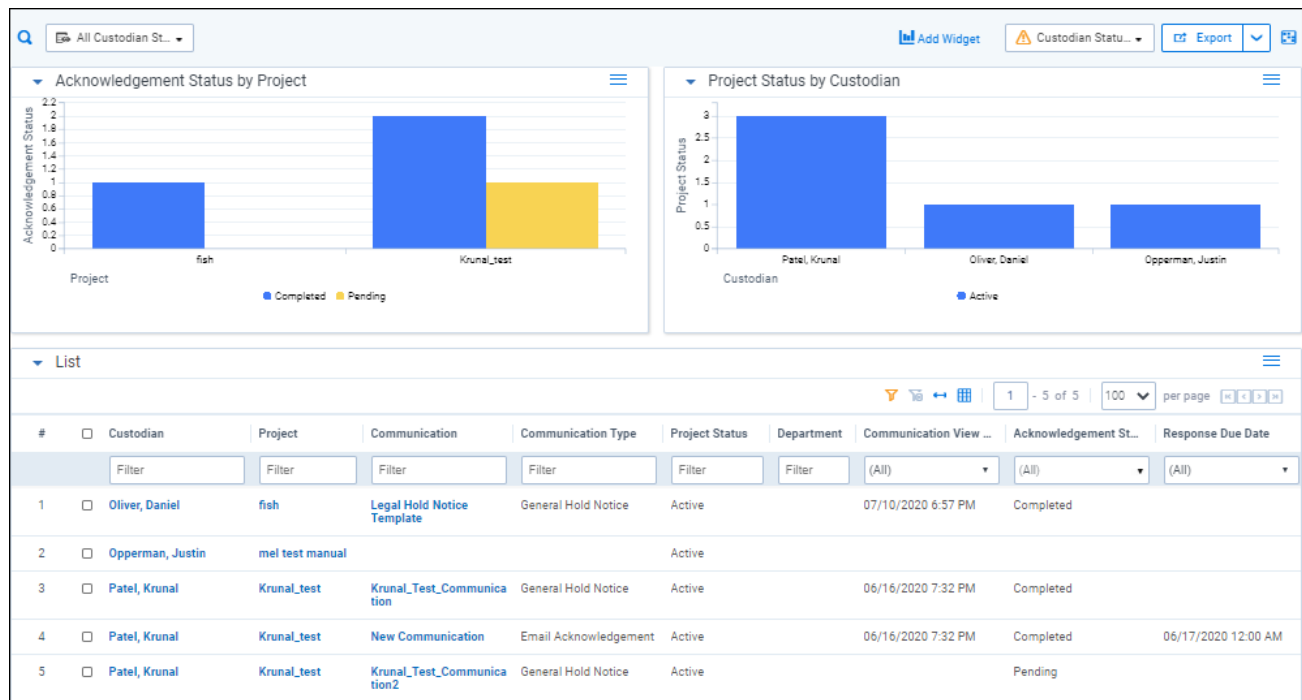 All Custodian St...
Add Widget
Custodian Statu...
Export
Acknowledgement Status by Project
Project Status by Custodian
Acknowledgement Status
2.2
2
1.8
1.6
1.4
1.2
1
0.8
0.6
0.4
0.2
0
fish
Krunal_test
Project
Completed
Pending
Project Status
3
2.5
2
1.5
1
0.5
0
Patel, Krunal
Oliver, Daniel
Opperman, Justin
Custodian
Active
List
1 - 5 of 5 100 per page
# Custodian Project Communication Communication Type Project Status Department Communication View ... Acknowledgement St... Response Due Date
Filter Filter Filter Filter Filter Filter (All) (All) (All)
1 Oliver, Daniel fish Legal Hold Notice General Hold Notice Active 07/10/2020 6:57 PM Completed
Template
2 Opperman, Justin mel test manual Active
3 Patel, Krunal Krunal_test Krunal_Test_Communica General Hold Notice Active 06/16/2020 7:32 PM Completed
tion
4 Patel, Krunal Krunal_test New Communication Email Acknowledgement Active 06/16/2020 7:32 PM Completed 06/17/2020 12:00 AM
5 Patel, Krunal Krunal_test Krunal_Test_Communica General Hold Notice Active Pending
tion2